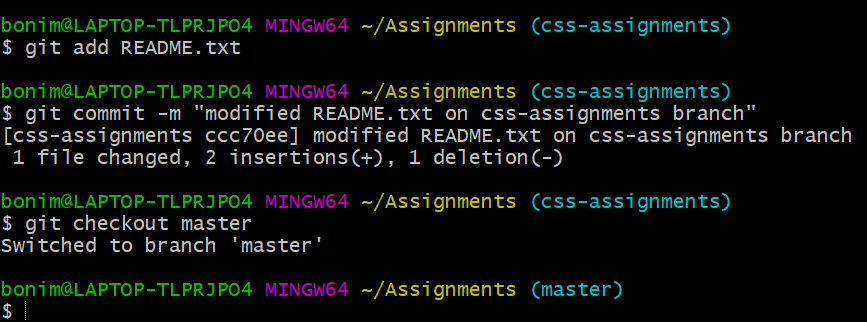 bonim@LAPTOP-TLPRJPO4 MINGW64 ~/Assignments (css-assignments)
$ git add README.txt
bonim@LAPTOP-TLPRJPO4 MINGW64 ~/Assignments (css-assignments)
$ git commit -m "modified README.txt on css-assignments branch"
[css-assignments ccc70ee] modified README.txt on css-assignments branch
 1 file changed, 2 insertions(+), 1 deletion(-)
bonim@LAPTOP-TLPRJPO4 MINGW64 ~/Assignments (css-assignments)
$ git checkout master
Switched to branch 'master'
bonim@LAPTOP-TLPRJPO4 MINGW64 ~/Assignments (master)
$